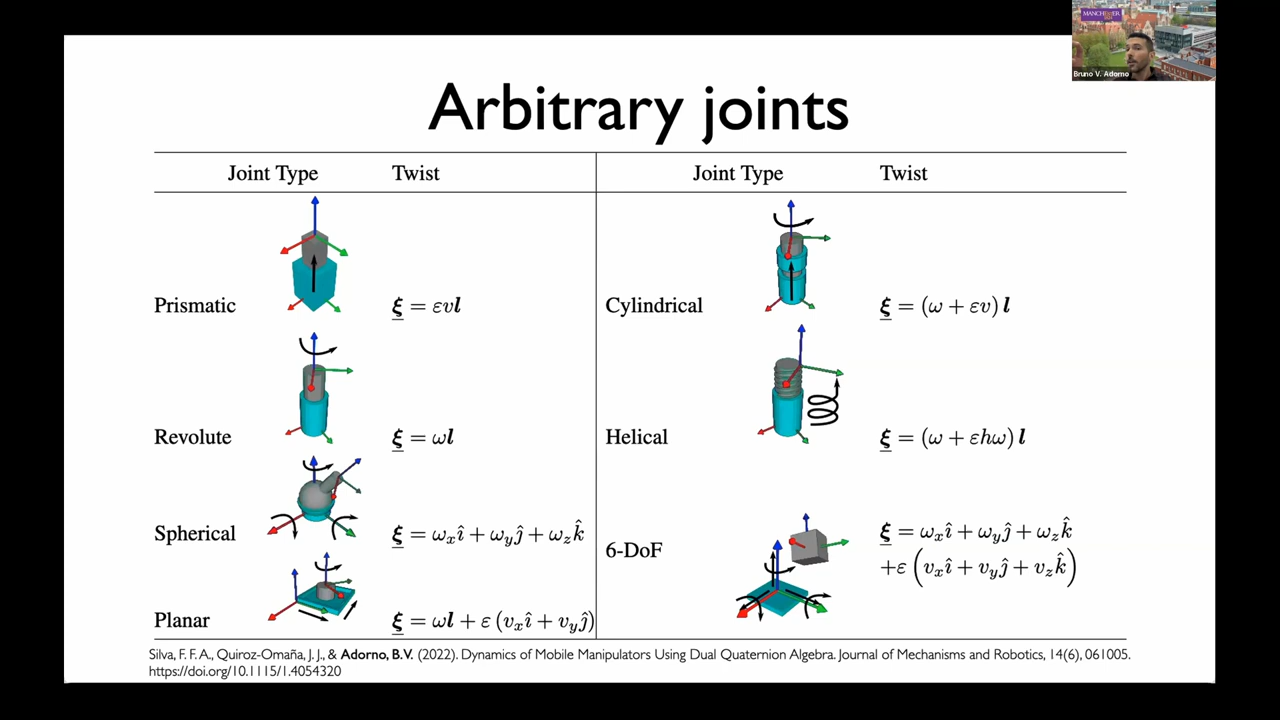 MANCHESTER
Bruno V. Adorno
Arbitrary joints
Joint Type Twist Joint Type Twist
Prismatic ξ = εvl Cylindrical ξ = (ω + εv) l
Revolute ξ = ωl Helical ξ = (ω + εhω) l
Spherical ξ = ωxî + ωyĵ + ωzk̂
6-DoF ξ = ωxî + ωyĵ + ωzk̂
+ε (vxî + vyĵ + vzk̂)
Planar ξ = ωl + ε (vxî + vyĵ)
Silva, F. F. A., Quiroz-Omaña, J. J., & Adorno, B.V. (2022). Dynamics of Mobile Manipulators Using Dual Quaternion Algebra. Journal of Mechanisms and Robotics, 14(6), 061005.
https://doi.org/10.1115/1.4054320